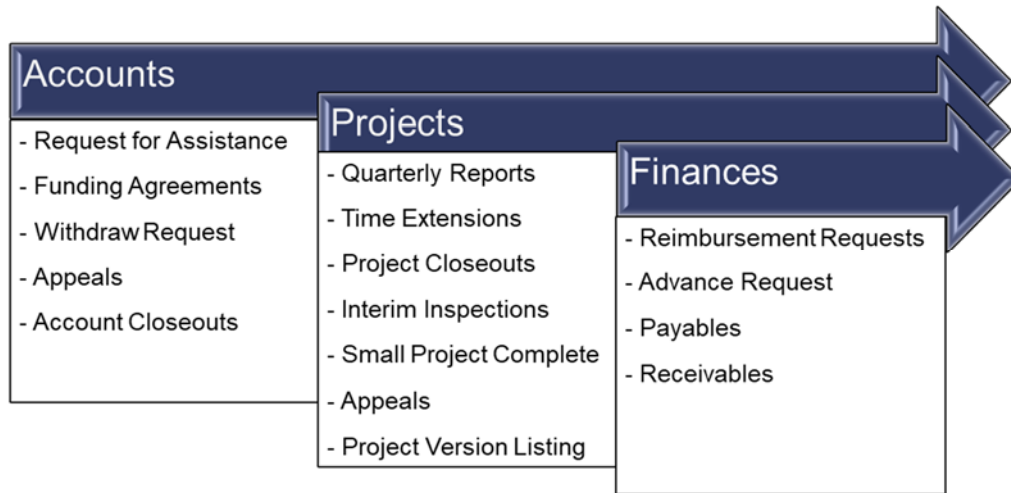 Accounts
- Request for Assistance
- Funding Agreements
- Withdraw Request
- Appeals
- Account Closeouts
Projects
- Quarterly Reports
- Time Extensions
- Project Closeouts
- Interim Inspections
- Small Project Complete
- Appeals
- Project Version Listing
Finances
- Reimbursement Requests
- Advance Request
- Payables
- Receivables